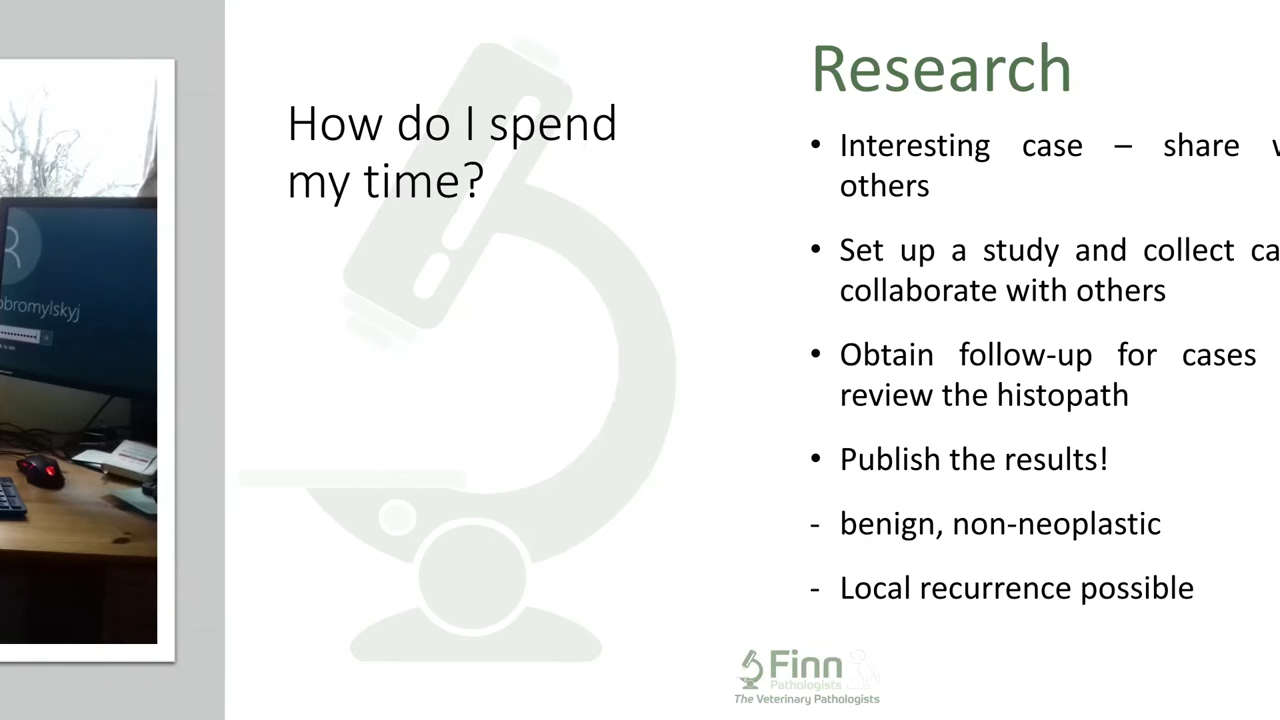 How do I spend
my time?
Research
• Interesting case – share
others
• Set up a study and collect
collaborate with others
• Obtain follow-up for cases
review the histopath
• Publish the results!
- benign, non-neoplastic
- Local recurrence possible
obromylskyj
Finn
Pathologists
The Veterinary Pathologists